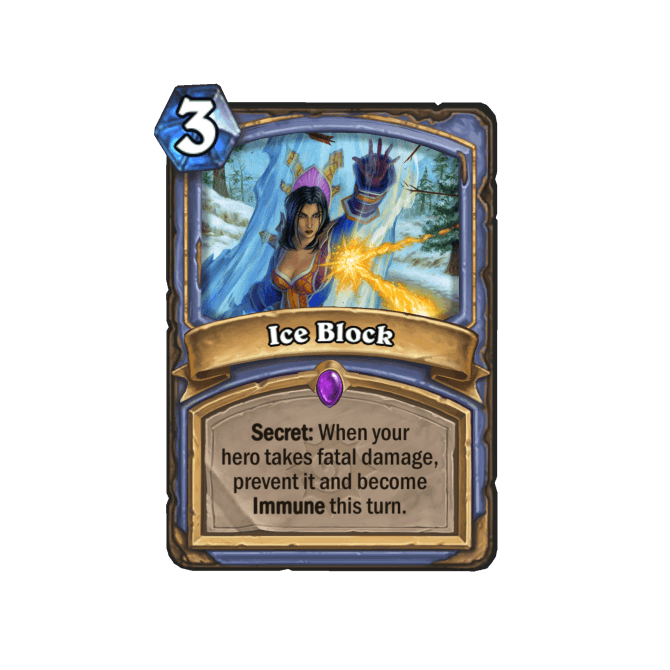 3
Ice Block
Secret: When your
hero takes fatal damage,
prevent it and become
Immune this turn.